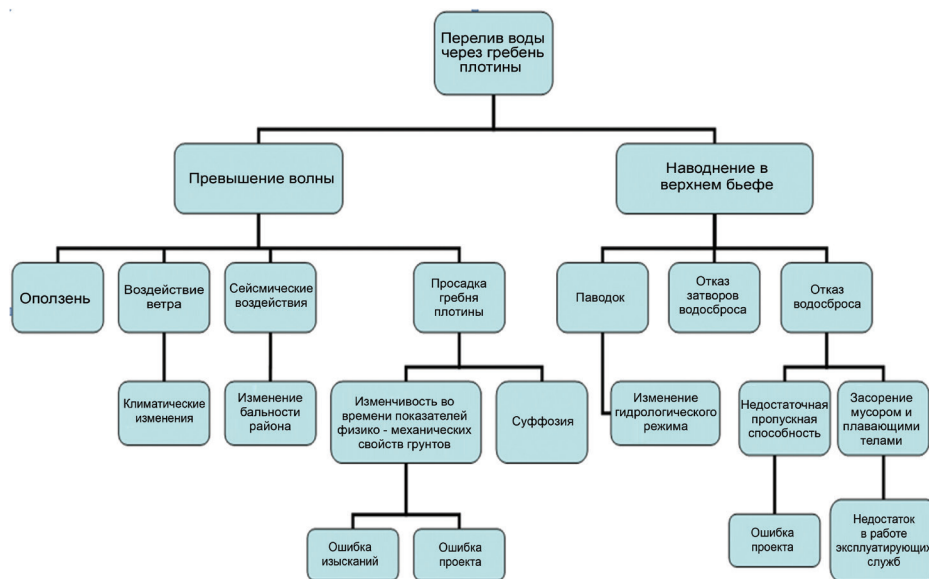 Перелив воды
через гребень
плотины
Превышение волны
Наводнение в
верхнем бьефе
Оползень
Воздействие
ветра
Сейсмические
воздействия
Просадка
гребня
плотины
Паводок
Отказ
затворов
водосброса
Отказ
водосброса
Климатические
изменения
Изменение
бальности
района
Изменчивость во
времени показателей
физико - механических
свойств грунтов
Суффозия
Изменение
гидрологического
режима
Недостаточная
пропускная
способность
Засорение
мусором и
плавающими
телами
Ошибка
изысканий
Ошибка
проекта
Ошибка
проекта
Недостаток
в работе
эксплуатирующих
служб